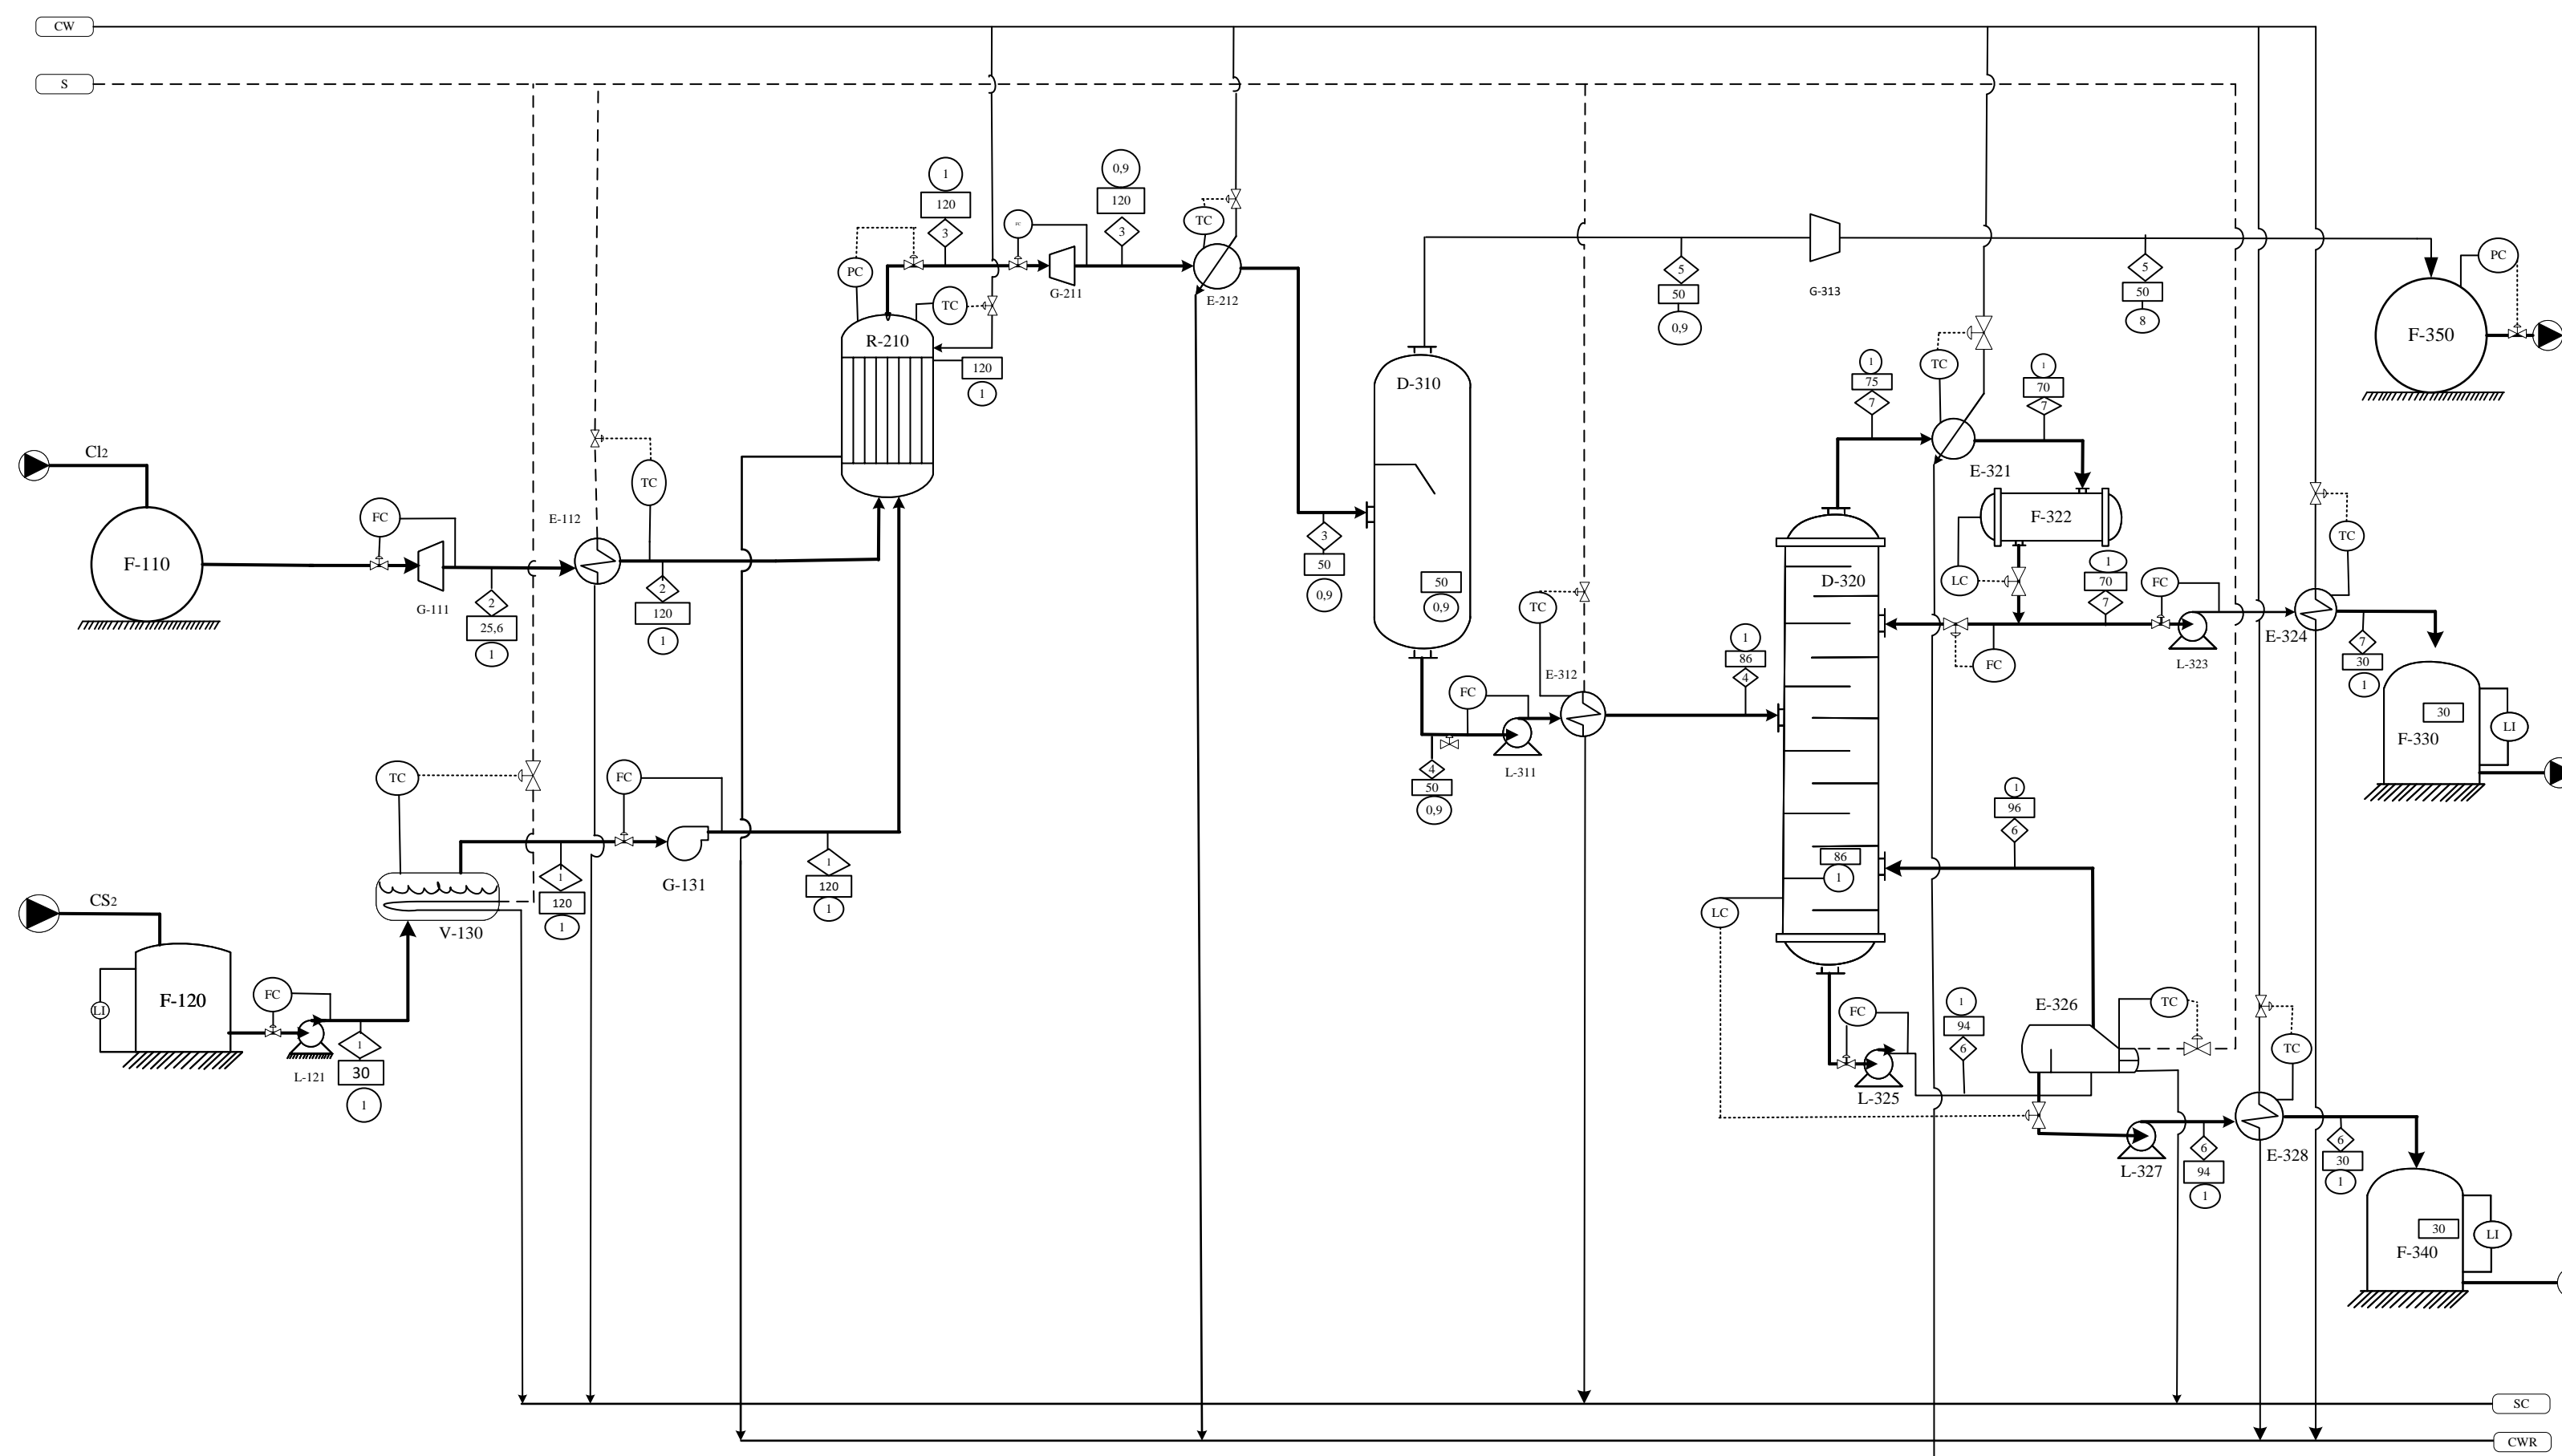 CW
S
1
120
3
0,9
120
3
TC
PC
TC
G-211
E-212
R-210
120
1
5
50
0,9
G-313
5
50
8
PC
F-350
1
75
7
TC
1
70
7
E-321
D-310
Cl2
TC
FC
E-112
F-110
G-111
2
25,6
1
2
120
1
3
50
0,9
50
0,9
F-322
LC
1
70
7
FC
TC
D-320
TC
E-312
1
86
4
FC
L-323
E-324
7
30
1
30
F-330
LI
FC
L-311
4
50
0,9
TC
FC
1
96
6
86
1
LC
G-131
1
120
1
1
120
1
CS2
V-130
F-120
LI
FC
L-121
1
30
1
FC
L-325
1
94
6
E-326
TC
TC
L-327
6
94
1
E-328
6
30
1
30
F-340
LI
SC
CWR